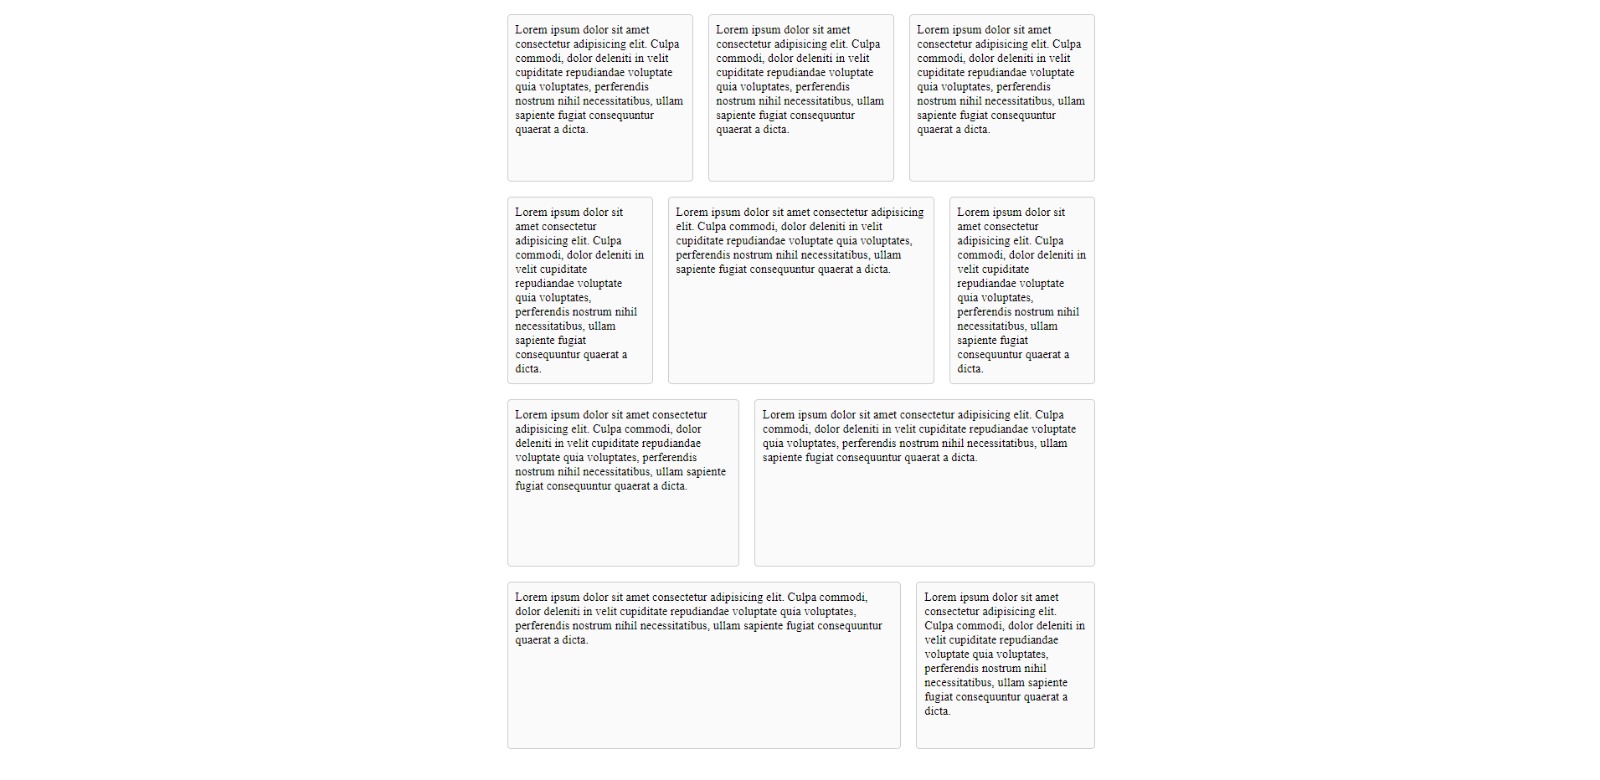 Lorem ipsum dolor sit amet
consectetur adipisicing elit. Culpa
commodi, dolor deleniti in velit
cupiditate repudiandae voluptate
quia voluptates, perferendis
nostrum nihil necessitatibus, ullam
sapiente fugiat consequuntur
quaerat a dicta.
Lorem ipsum dolor sit amet
consectetur adipisicing elit. Culpa
commodi, dolor deleniti in velit
cupiditate repudiandae voluptate
quia voluptates, perferendis
nostrum nihil necessitatibus, ullam
sapiente fugiat consequuntur
quaerat a dicta.
Lorem ipsum dolor sit amet
consectetur adipisicing elit. Culpa
commodi, dolor deleniti in velit
cupiditate repudiandae voluptate
quia voluptates, perferendis
nostrum nihil necessitatibus, ullam
sapiente fugiat consequuntur
quaerat a dicta.
Lorem ipsum dolor sit
amet consectetur
adipisicing elit. Culpa
commodi, dolor deleniti in
velit cupiditate
repudiandae voluptate
quia voluptates,
perferendis nostrum nihil
necessitatibus, ullam
sapiente fugiat
consequuntur quaerat a
dicta.
Lorem ipsum dolor sit amet consectetur adipisicing
elit. Culpa commodi, dolor deleniti in velit
cupiditate repudiandae voluptate quia voluptates,
perferendis nostrum nihil necessitatibus, ullam
sapiente fugiat consequuntur quaerat a dicta.
Lorem ipsum dolor sit
amet consectetur
adipisicing elit. Culpa
commodi, dolor deleniti in
velit cupiditate
repudiandae voluptate
quia voluptates,
perferendis nostrum nihil
necessitatibus, ullam
sapiente fugiat
consequuntur quaerat a
dicta.
Lorem ipsum dolor sit amet consectetur
adipisicing elit. Culpa commodi, dolor
deleniti in velit cupiditate repudiandae
voluptate quia voluptates, perferendis
nostrum nihil necessitatibus, ullam sapiente
fugiat consequuntur quaerat a dicta.
Lorem ipsum dolor sit amet consectetur adipisicing elit. Culpa
commodi, dolor deleniti in velit cupiditate repudiandae voluptate
quia voluptates, perferendis nostrum nihil necessitatibus, ullam
sapiente fugiat consequuntur quaerat a dicta.
Lorem ipsum dolor sit amet consectetur adipisicing elit. Culpa commodi,
dolor deleniti in velit cupiditate repudiandae voluptate quia voluptates,
perferendis nostrum nihil necessitatibus, ullam sapiente fugiat consequuntur
quaerat a dicta.
Lorem ipsum dolor sit amet
consectetur adipisicing elit.
Culpa commodi, dolor deleniti in
velit cupiditate repudiandae
voluptate quia voluptates,
perferendis nostrum nihil
necessitatibus, ullam sapiente
fugiat consequuntur quaerat a
dicta.